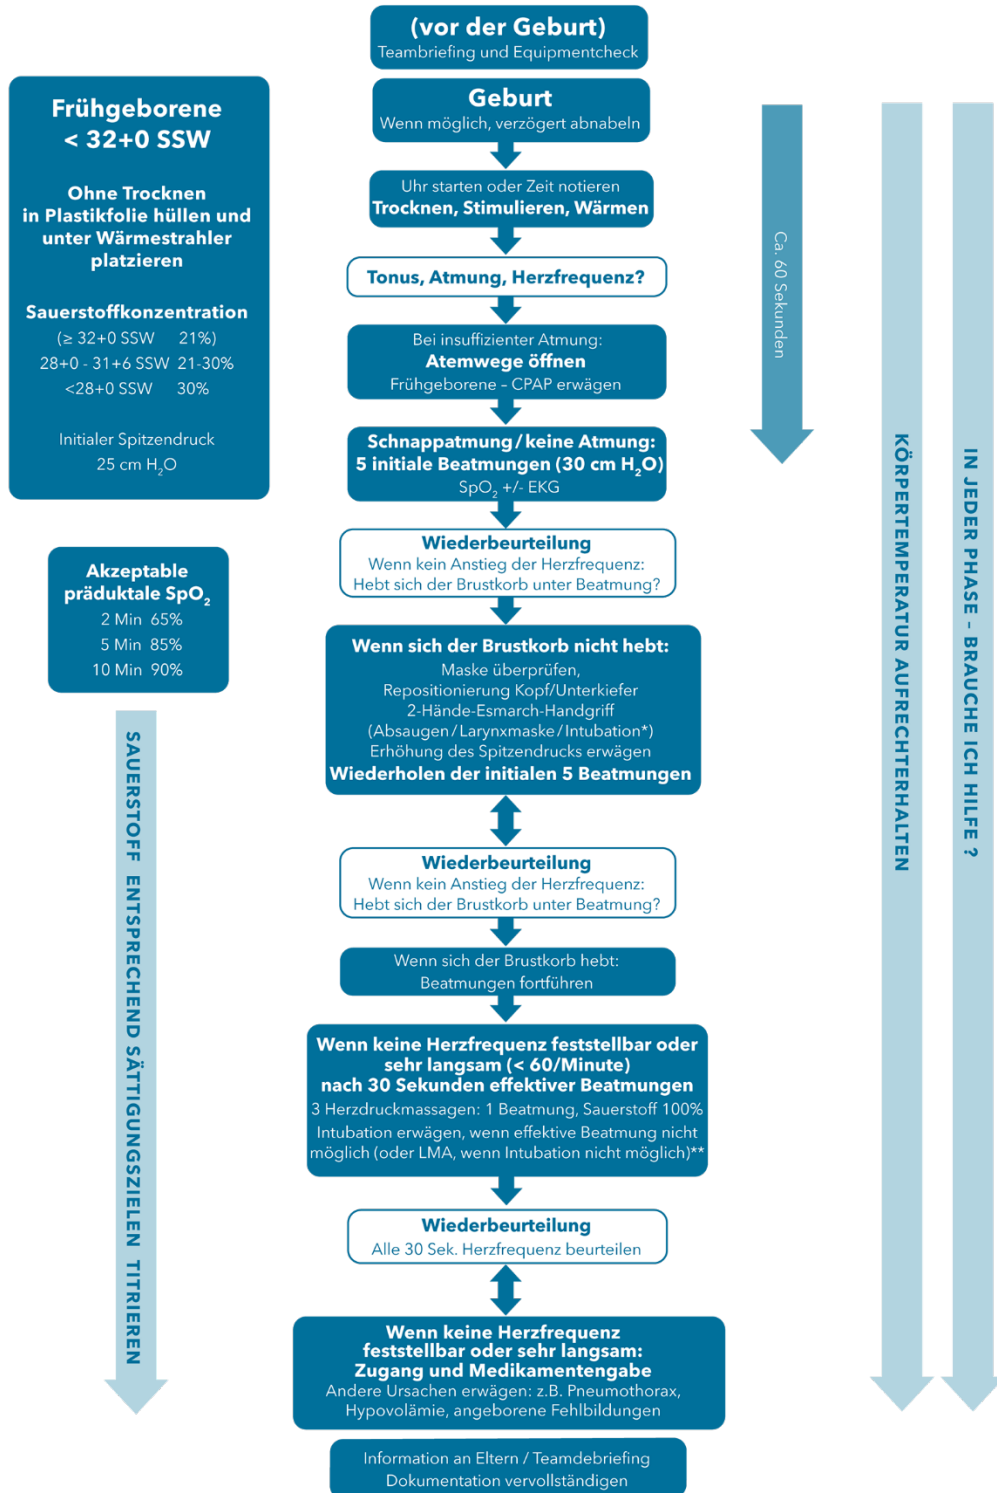 (vor der Geburt)
Teambriefing und Equipmentcheck
Geburt
Wenn möglich, verzögert abnabeln
Uhr starten oder Zeit notieren
Trocknen, Stimulieren, Wärmen
Tonus, Atmung, Herzfrequenz?
Bei insuffizienter Atmung:
Atemwege öffnen
Frühgeborene – CPAP erwägen
Schnappatmung / keine Atmung:
5 initiale Beatmungen (30 cm H₂O)
SpO₂ +/- EKG
Wiederbeurteilung
Wenn kein Anstieg der Herzfrequenz:
Hebt sich der Brustkorb unter Beatmung?
Wenn sich der Brustkorb nicht hebt:
Maske überprüfen,
Repositionierung Kopf/Unterkiefer
2-Hände-Esmarch-Handgriff
(Absaugen / Larynxmaske / Intubation*)
Erhöhung des Spitzendrucks erwägen
Wiederholen der initialen 5 Beatmungen
Wiederbeurteilung
Wenn kein Anstieg der Herzfrequenz:
Hebt sich der Brustkorb unter Beatmung?
Wenn sich der Brustkorb hebt:
Beatmungen fortführen
Wenn keine Herzfrequenz feststellbar oder
sehr langsam (< 60/Minute)
nach 30 Sekunden effektiver Beatmungen
3 Herzdruckmassagen: 1 Beatmung, Sauerstoff 100%
Intubation erwägen, wenn effektive Beatmung nicht
möglich (oder LMA, wenn Intubation nicht möglich)**
Wiederbeurteilung
Alle 30 Sek. Herzfrequenz beurteilen
Wenn keine Herzfrequenz
feststellbar oder sehr langsam:
Zugang und Medikamentengabe
Andere Ursachen erwägen: z.B. Pneumothorax,
Hypovolämie, angeborene Fehlbildungen
Information an Eltern / Teamdebriefing
Dokumentation vervollständigen
Frühgeborene
< 32+0 SSW
Ohne Trocknen
in Plastikfolie hüllen und
unter Wärmestrahler
platzieren
Sauerstoffkonzentration
(≥ 32+0 SSW 21%)
28+0 - 31+6 SSW 21-30%
<28+0 SSW 30%
Initialer Spitzendruck
25 cm H₂O
Akzeptable
präduktale SpO₂
2 Min 65%
5 Min 85%
10 Min 90%
SAUERSTOFF ENTSPRECHEND SÄTTIGUNGSZIELEN TITRIEREN
Ca. 60 Sekunden
KÖRPERTEMPERATUR AUFRECHTERHALTEN
IN JEDER PHASE – BRAUCHE ICH HILFE ?